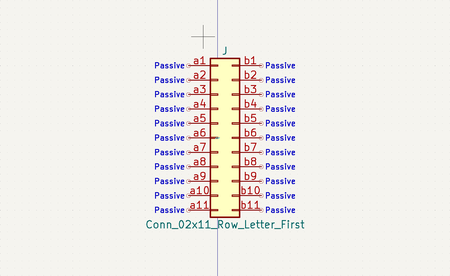 J
Passive a1 b1 Passive
Passive a2 b2 Passive
Passive a3 b3 Passive
Passive a4 b4 Passive
Passive a5 b5 Passive
Passive a6 b6 Passive
Passive a7 b7 Passive
Passive a8 b8 Passive
Passive a9 b9 Passive
Passive a10 b10 Passive
Passive a11 b11 Passive
Conn_02x11_Row_Letter_First